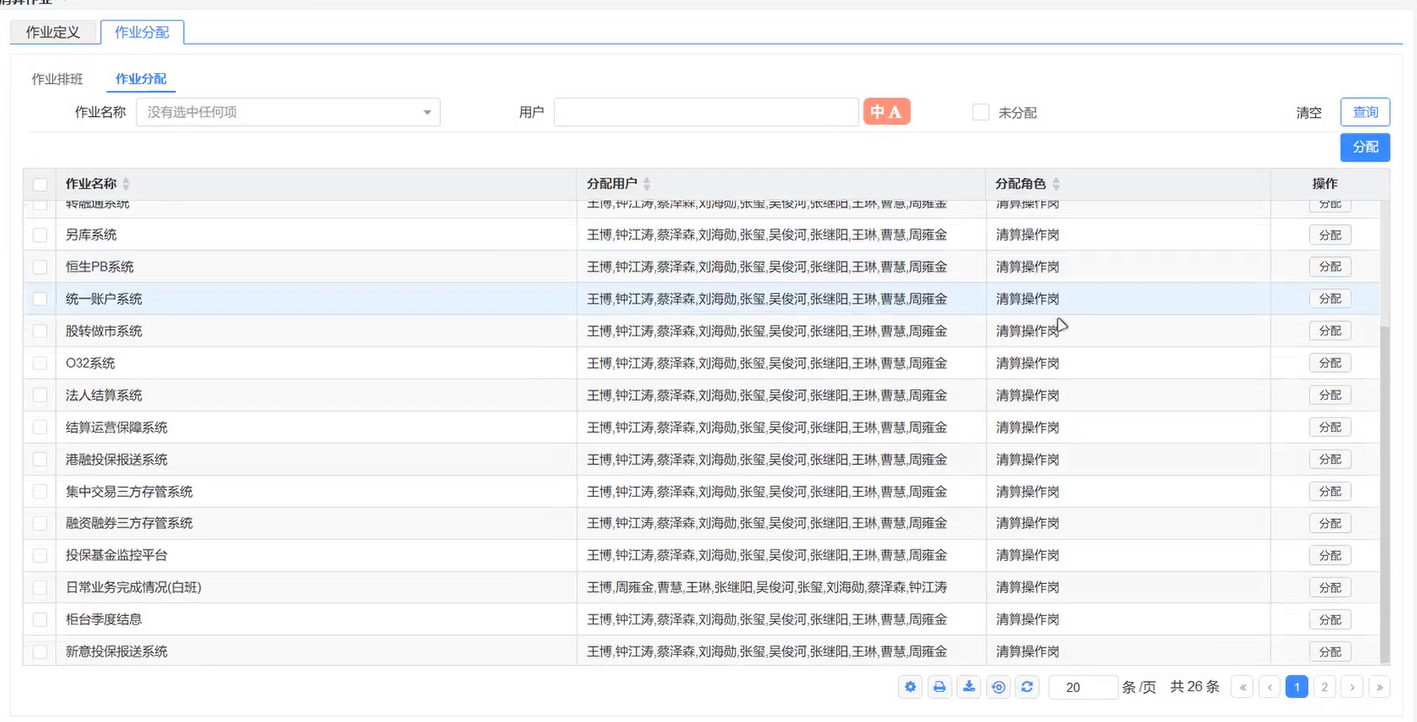 作业定义 作业分配
作业排班 作业分配
作业名称 没有选中任何项 用户 中 A 未分配 清空 查询
分配
作业名称 分配用户 分配角色 操作
转融通系统 王博,钟江涛,蔡泽森,刘海勋,张玺,吴俊河,张继阳,王琳,曹慧,周雍金 清算操作岗 分配
另库系统 王博,钟江涛,蔡泽森,刘海勋,张玺,吴俊河,张继阳,王琳,曹慧,周雍金 清算操作岗 分配
恒生PB系统 王博,钟江涛,蔡泽森,刘海勋,张玺,吴俊河,张继阳,王琳,曹慧,周雍金 清算操作岗 分配
统一账户系统 王博,钟江涛,蔡泽森,刘海勋,张玺,吴俊河,张继阳,王琳,曹慧,周雍金 清算操作岗 分配
股转做市系统 王博,钟江涛,蔡泽森,刘海勋,张玺,吴俊河,张继阳,王琳,曹慧,周雍金 清算操作岗 分配
O32系统 王博,钟江涛,蔡泽森,刘海勋,张玺,吴俊河,张继阳,王琳,曹慧,周雍金 清算操作岗 分配
法人结算系统 王博,钟江涛,蔡泽森,刘海勋,张玺,吴俊河,张继阳,王琳,曹慧,周雍金 清算操作岗 分配
结算运营保障系统 王博,钟江涛,蔡泽森,刘海勋,张玺,吴俊河,张继阳,王琳,曹慧,周雍金 清算操作岗 分配
港融投保报送系统 王博,钟江涛,蔡泽森,刘海勋,张玺,吴俊河,张继阳,王琳,曹慧,周雍金 清算操作岗 分配
集中交易三方存管系统 王博,钟江涛,蔡泽森,刘海勋,张玺,吴俊河,张继阳,王琳,曹慧,周雍金 清算操作岗 分配
融资融券三方存管系统 王博,钟江涛,蔡泽森,刘海勋,张玺,吴俊河,张继阳,王琳,曹慧,周雍金 清算操作岗 分配
投保基金监控平台 王博,钟江涛,蔡泽森,刘海勋,张玺,吴俊河,张继阳,王琳,曹慧,周雍金 清算操作岗 分配
日常业务完成情况(白班) 王博,周雍金,曹慧,王琳,张继阳,吴俊河,张玺,刘海勋,蔡泽森,钟江涛 清算操作岗 分配
柜台季度结息 王博,钟江涛,蔡泽森,刘海勋,张玺,吴俊河,张继阳,王琳,曹慧,周雍金 清算操作岗 分配
新意投保报送系统 王博,钟江涛,蔡泽森,刘海勋,张玺,吴俊河,张继阳,王琳,曹慧,周雍金 清算操作岗 分配
20 条/页 共 26 条 « ‹ 1 2 › »